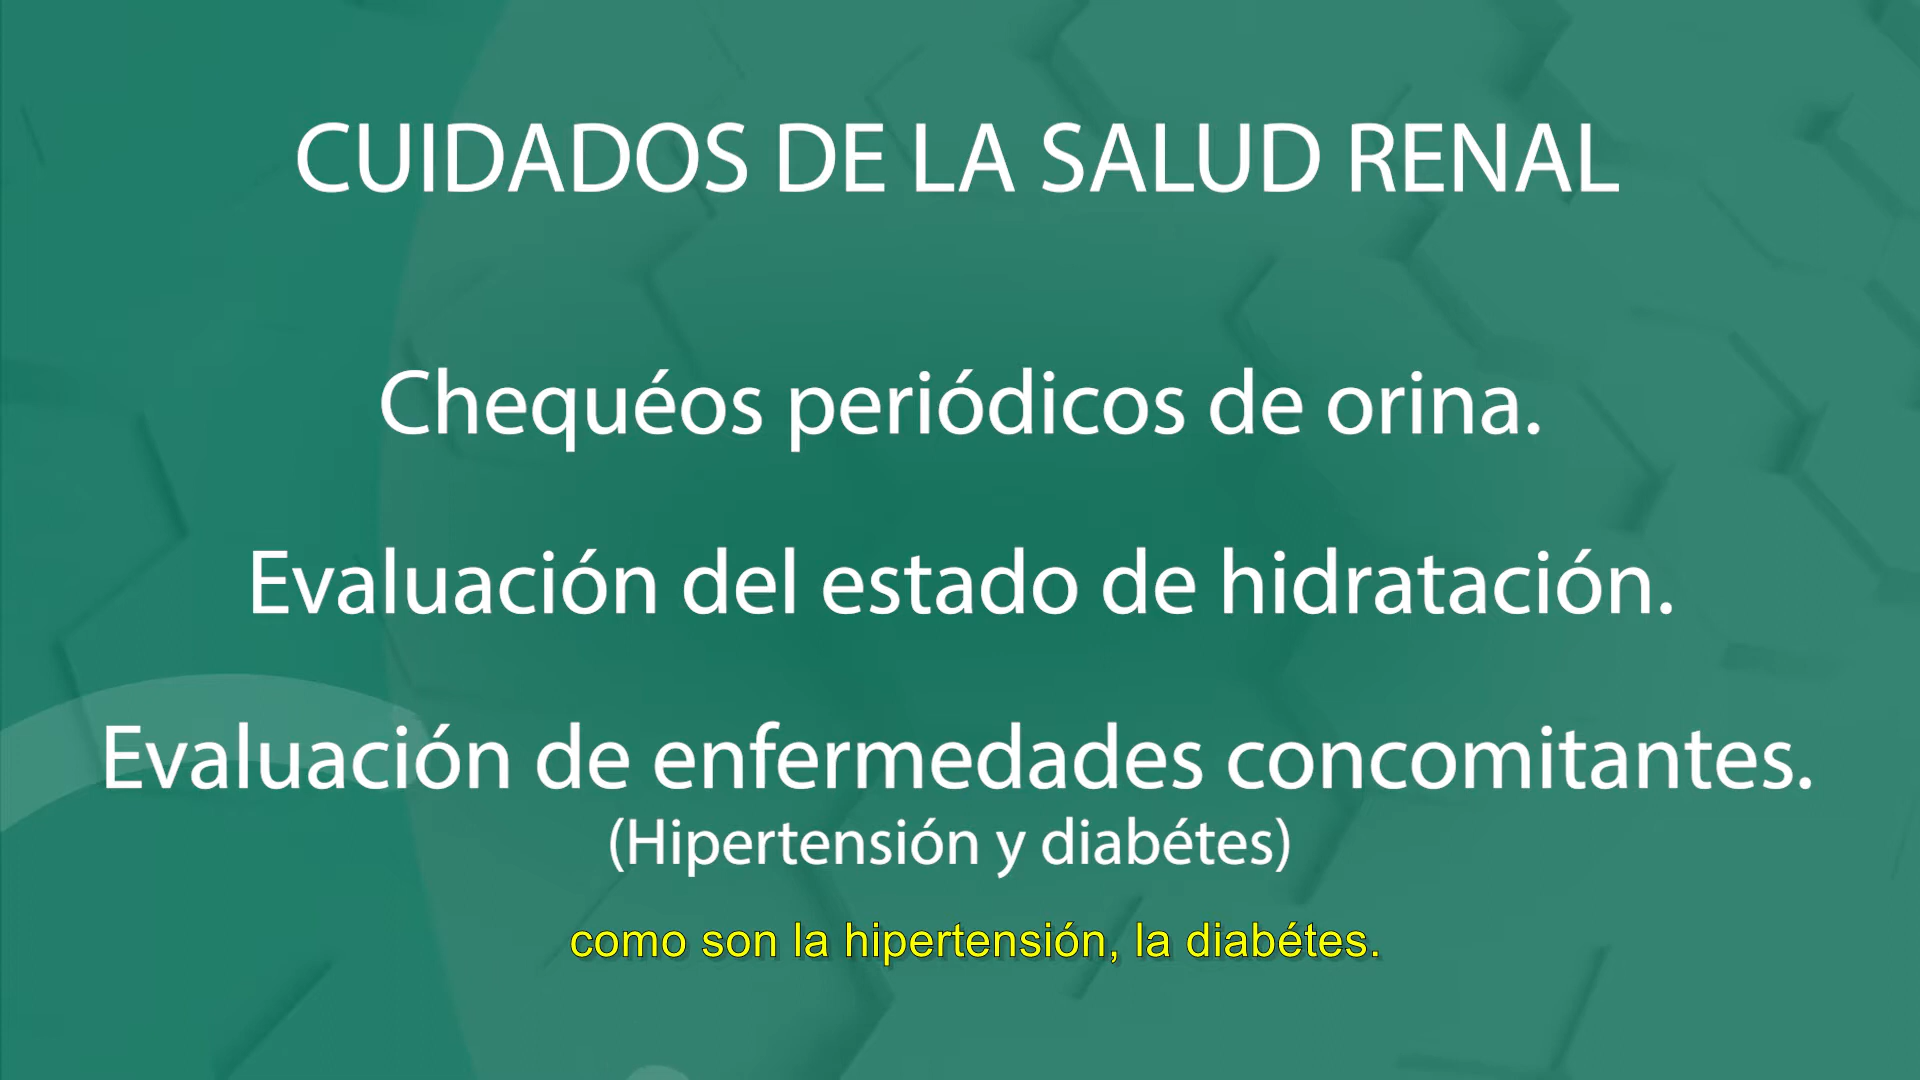 CUIDADOS DE LA SALUD RENAL
Chequéos periódicos de orina.
Evaluación del estado de hidratación.
Evaluación de enfermedades concomitantes.
(Hipertensión y diabétes)
como son la hipertensión, la diabétes.